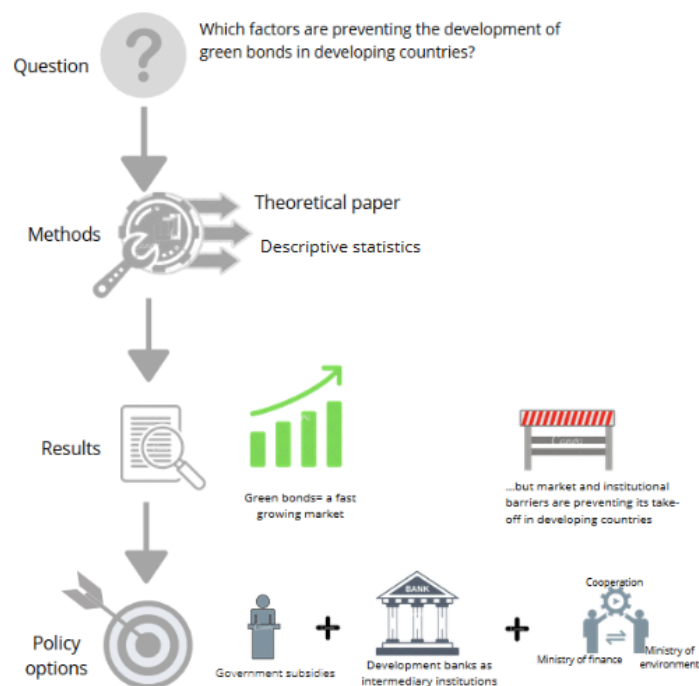 Which factors are preventing the development of
green bonds in developing countries?
Question
?
Theoretical paper
Methods
Descriptive statistics
Results
Green bonds= a fast
growing market
...but market and institutional
barriers are preventing its take-
off in developing countries
Policy
options
Government subsidies
+
BANK
Development banks as
intermediary institutions
+
Cooperation
Ministry of finance
Ministry of
environment